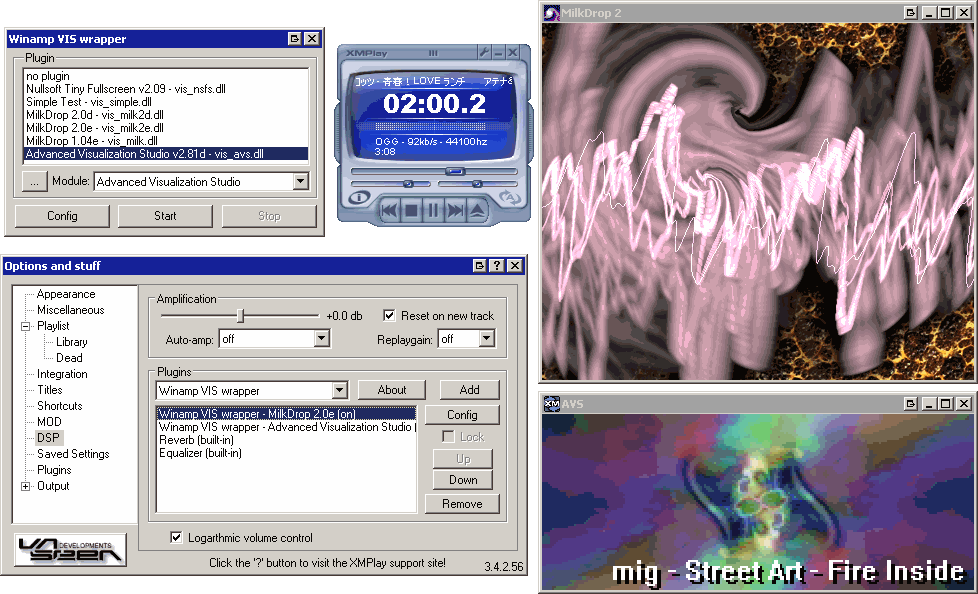 Winamp VIS wrapper
Plugin
no plugin
Nullsoft Tiny Fullscreen v2.09 - vis_nsfs.dll
Simple Test - vis_simple.dll
MilkDrop 2.0d - vis_milk2d.dll
MilkDrop 2.0e - vis_milk2e.dll
MilkDrop 1.04e - vis_milk.dll
Advanced Visualization Studio v2.81d - vis_avs.dll
... Module: Advanced Visualization Studio
Config Start Stop
XMPlay
コッツ - 青春！LOVEランチ アテナ&
02:00.2
OGG - 92kb/s - 44100hz
3:08
MilkDrop 2
Options and stuff
Appearance
Miscellaneous
Playlist
Library
Dead
Integration
Titles
Shortcuts
MOD
DSP
Saved Settings
Plugins
Output
UN4SEEN
DEVELOPMENTS
Amplification
+0.0 db Reset on new track
Auto-amp: off Replaygain: off
Plugins
Winamp VIS wrapper About Add
Winamp VIS wrapper - MilkDrop 2.0e (on)
Winamp VIS wrapper - Advanced Visualization Studio (
Reverb (built-in)
Equalizer (built-in)
Config
Lock
Up
Down
Remove
Logarithmic volume control
Click the '?' button to visit the XMPlay support site!
3.4.2.56
XM AVS
mig - Street Art - Fire Inside